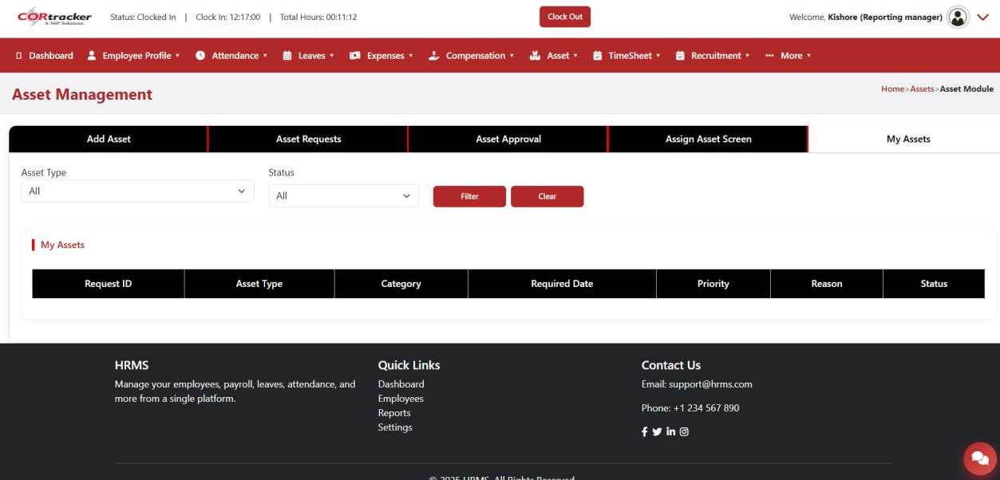 CORtracker
A 360° Solutions
Status: Clocked In | Clock In: 12:17:00 | Total Hours: 00:11:12
Clock Out
Welcome, Kishore (Reporting manager)
Dashboard Employee Profile Attendance Leaves Expenses Compensation Asset TimeSheet Recruitment More
Asset Management
Home>Assets>Asset Module
Add Asset Asset Requests Asset Approval Assign Asset Screen My Assets
Asset Type Status
All All Filter Clear
My Assets
Request ID Asset Type Category Required Date Priority Reason Status
HRMS Quick Links Contact Us
Manage your employees, payroll, leaves, attendance, and Dashboard Email: support@hrms.com
more from a single platform. Employees
Phone: +1 234 567 890
Reports
Settings
© 2025 HRMS. All Rights Reserved.